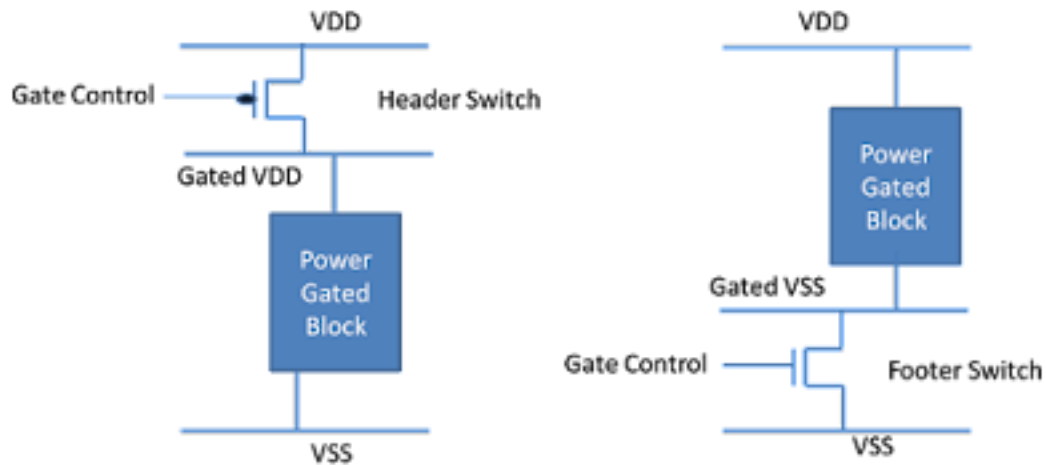 VDD
Gate Control
Header Switch
Gated VDD
Power
Gated
Block
VSS
VDD
Power
Gated
Block
Gated VSS
Gate Control
Footer Switch
VSS